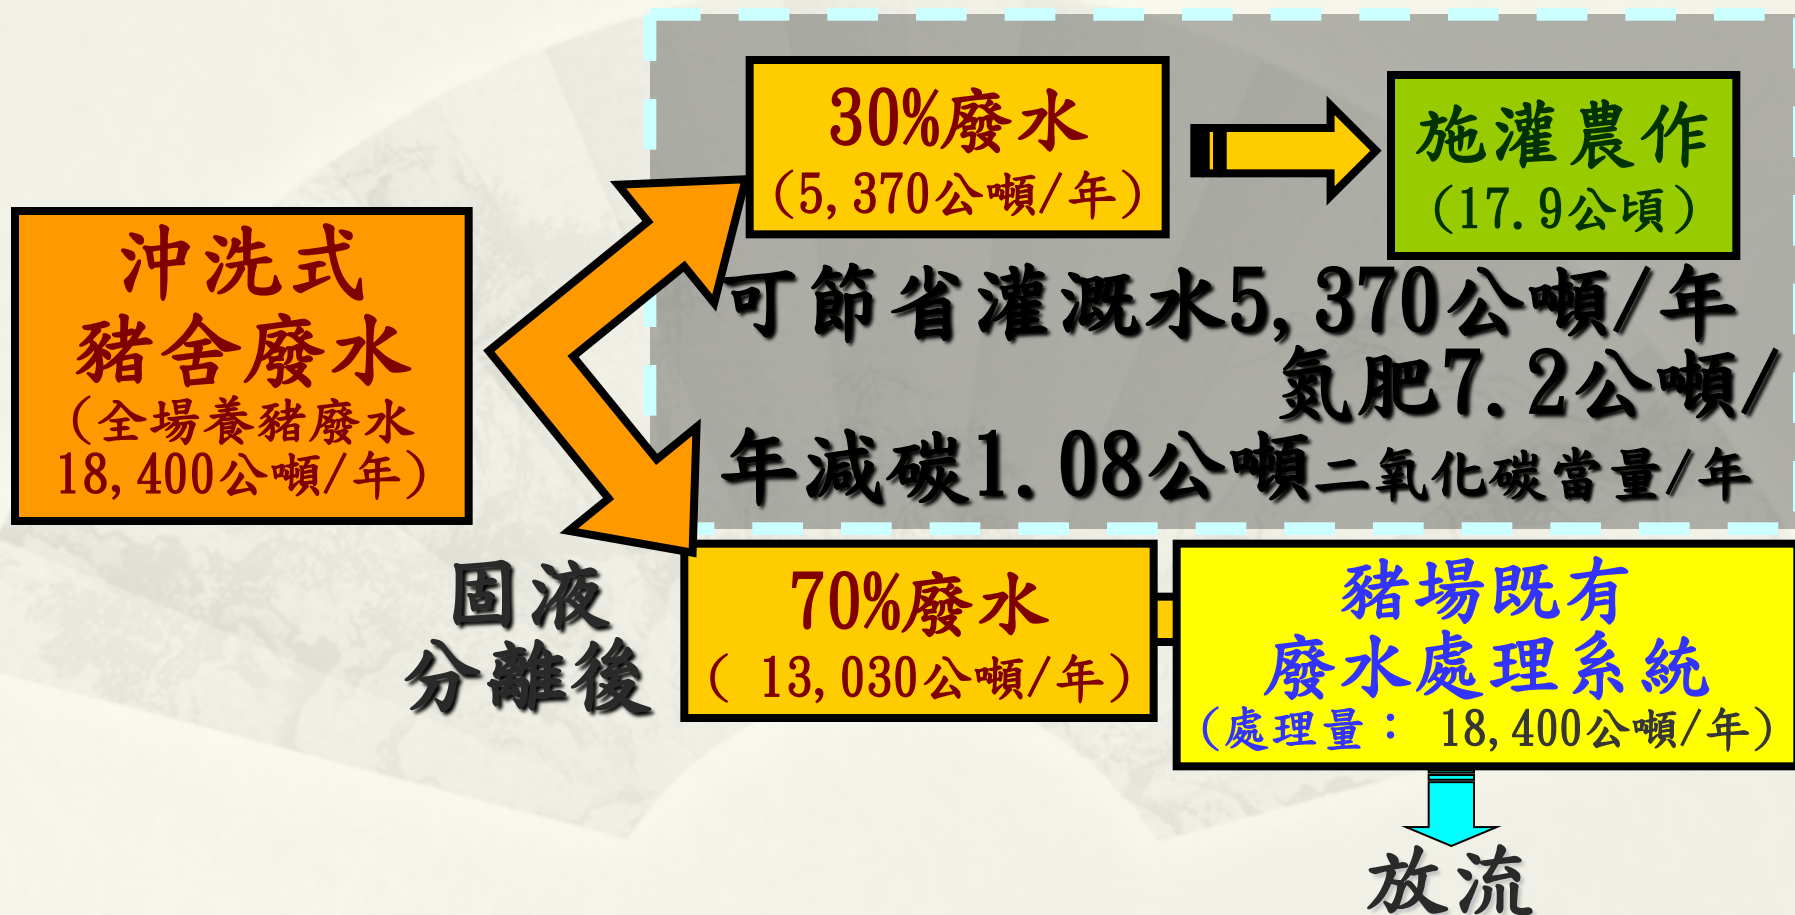 沖洗式
豬舍廢水
(全場養豬廢水
18,400公噸/年)
30%廢水
(5,370公噸/年)
施灌農作
(17.9公頃)
可節省灌溉水5,370公噸/年
氮肥7.2公噸/
年減碳1.08公噸二氧化碳當量/年
固液
分離後
70%廢水
( 13,030公噸/年)
豬場既有
廢水處理系統
(處理量： 18,400公噸/年)
放流